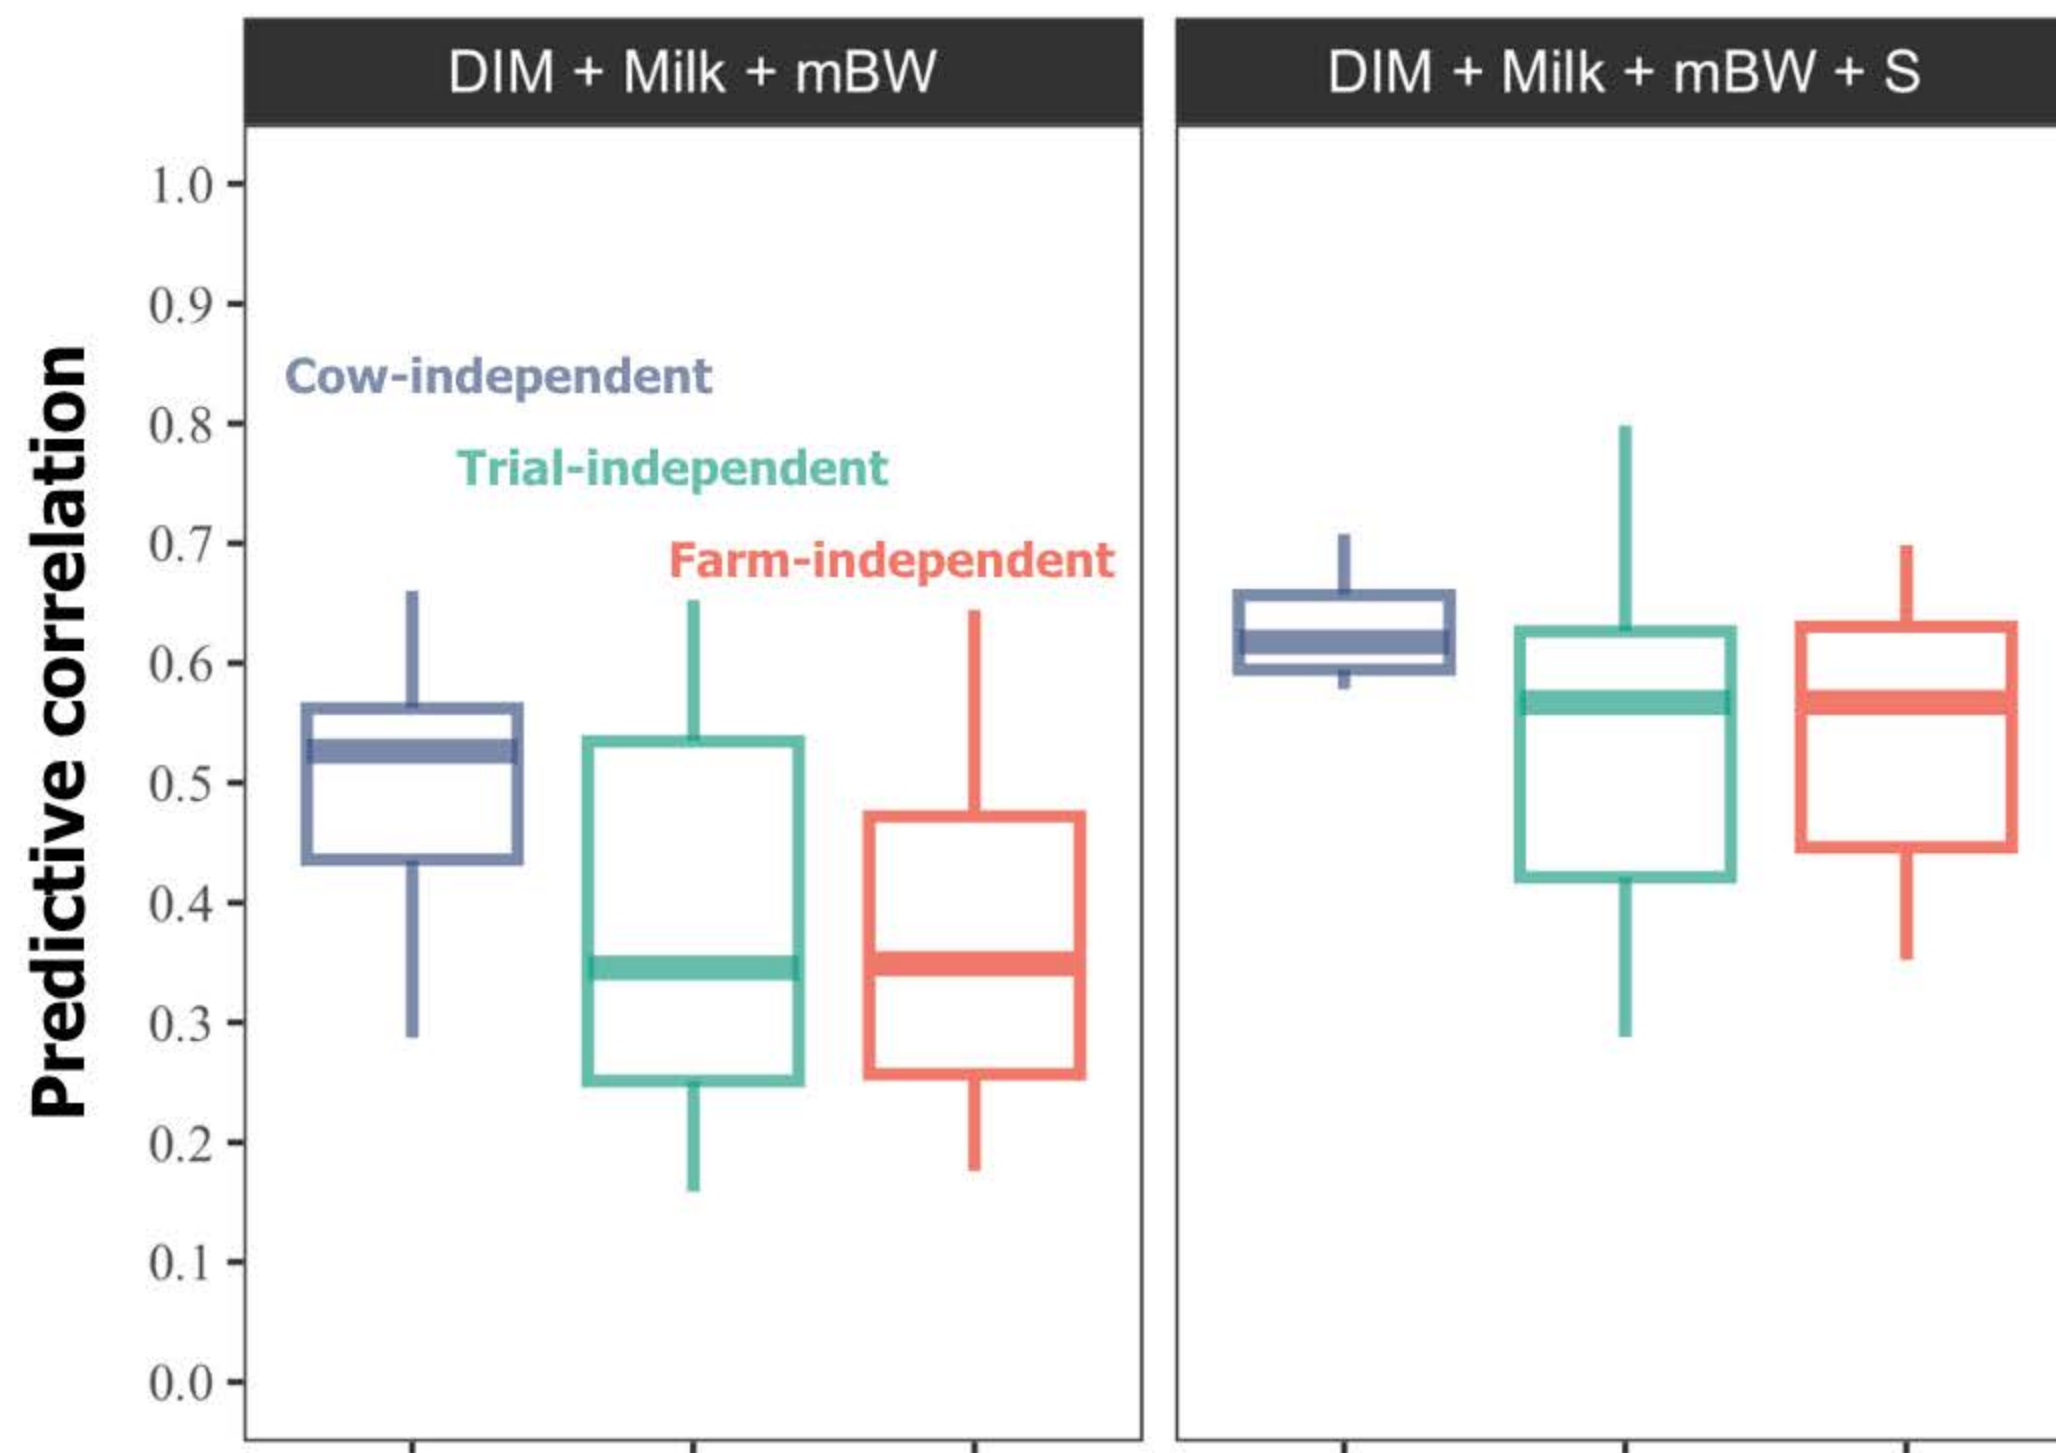 DIM + Milk + mBW
DIM + Milk + mBW + S
Predictive correlation
1.0
0.9
0.8
0.7
0.6
0.5
0.4
0.3
0.2
0.1
0.0
Cow-independent
Trial-independent
Farm-independent